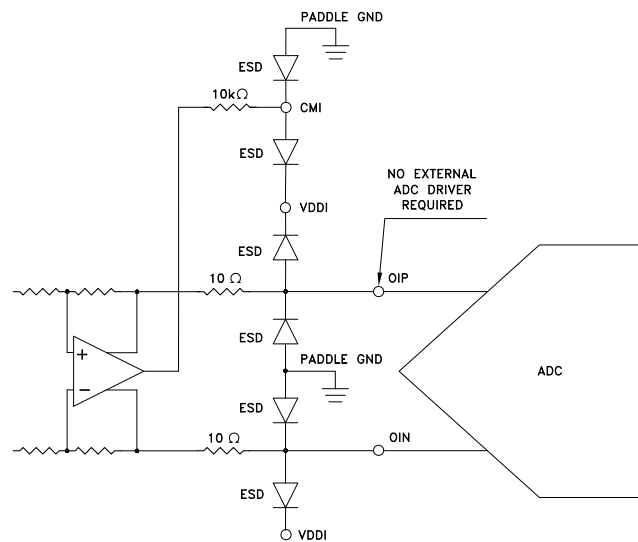 PADDLE GND
ESD
10kΩ
CMI
ESD
NO EXTERNAL
ADC DRIVER
REQUIRED
VDDI
ESD
10 Ω
OIP
ESD
+
PADDLE GND
ADC
−
ESD
10 Ω
OIN
ESD
VDDI